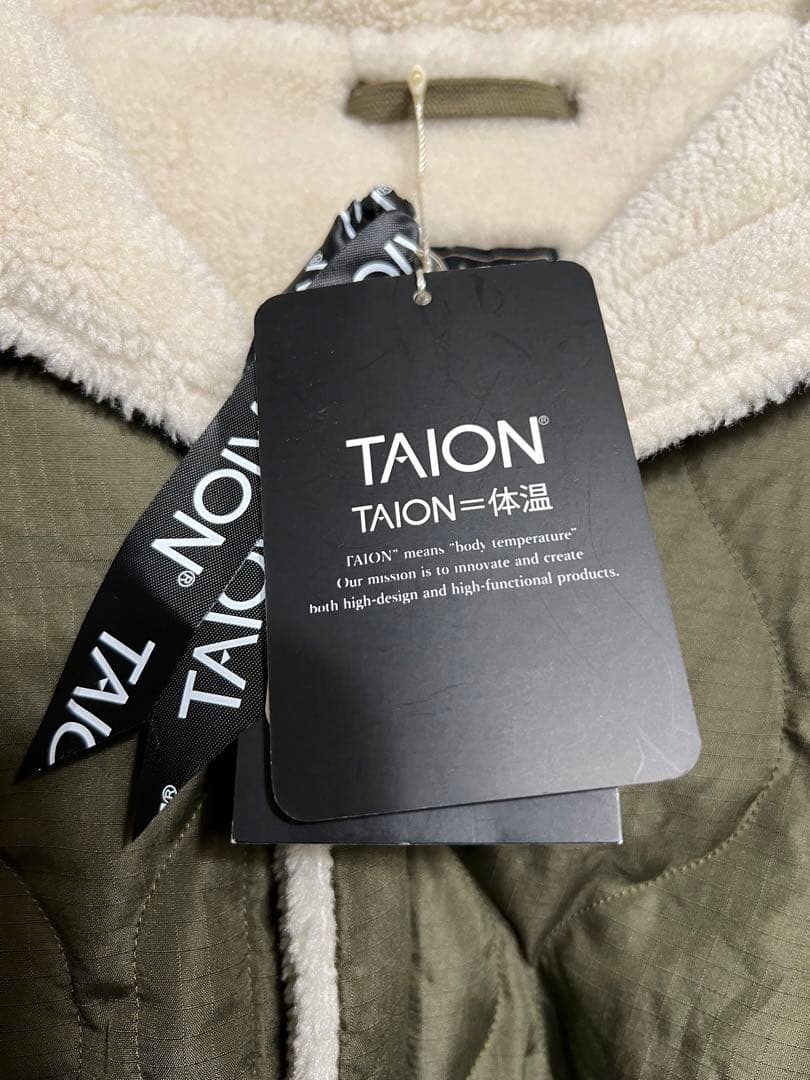 TAION®
TAION=体温
TAION” means “body temperature”
Our mission is to innovate and create
both high-design and high-functional products.
TAION®
TAION
TAIO